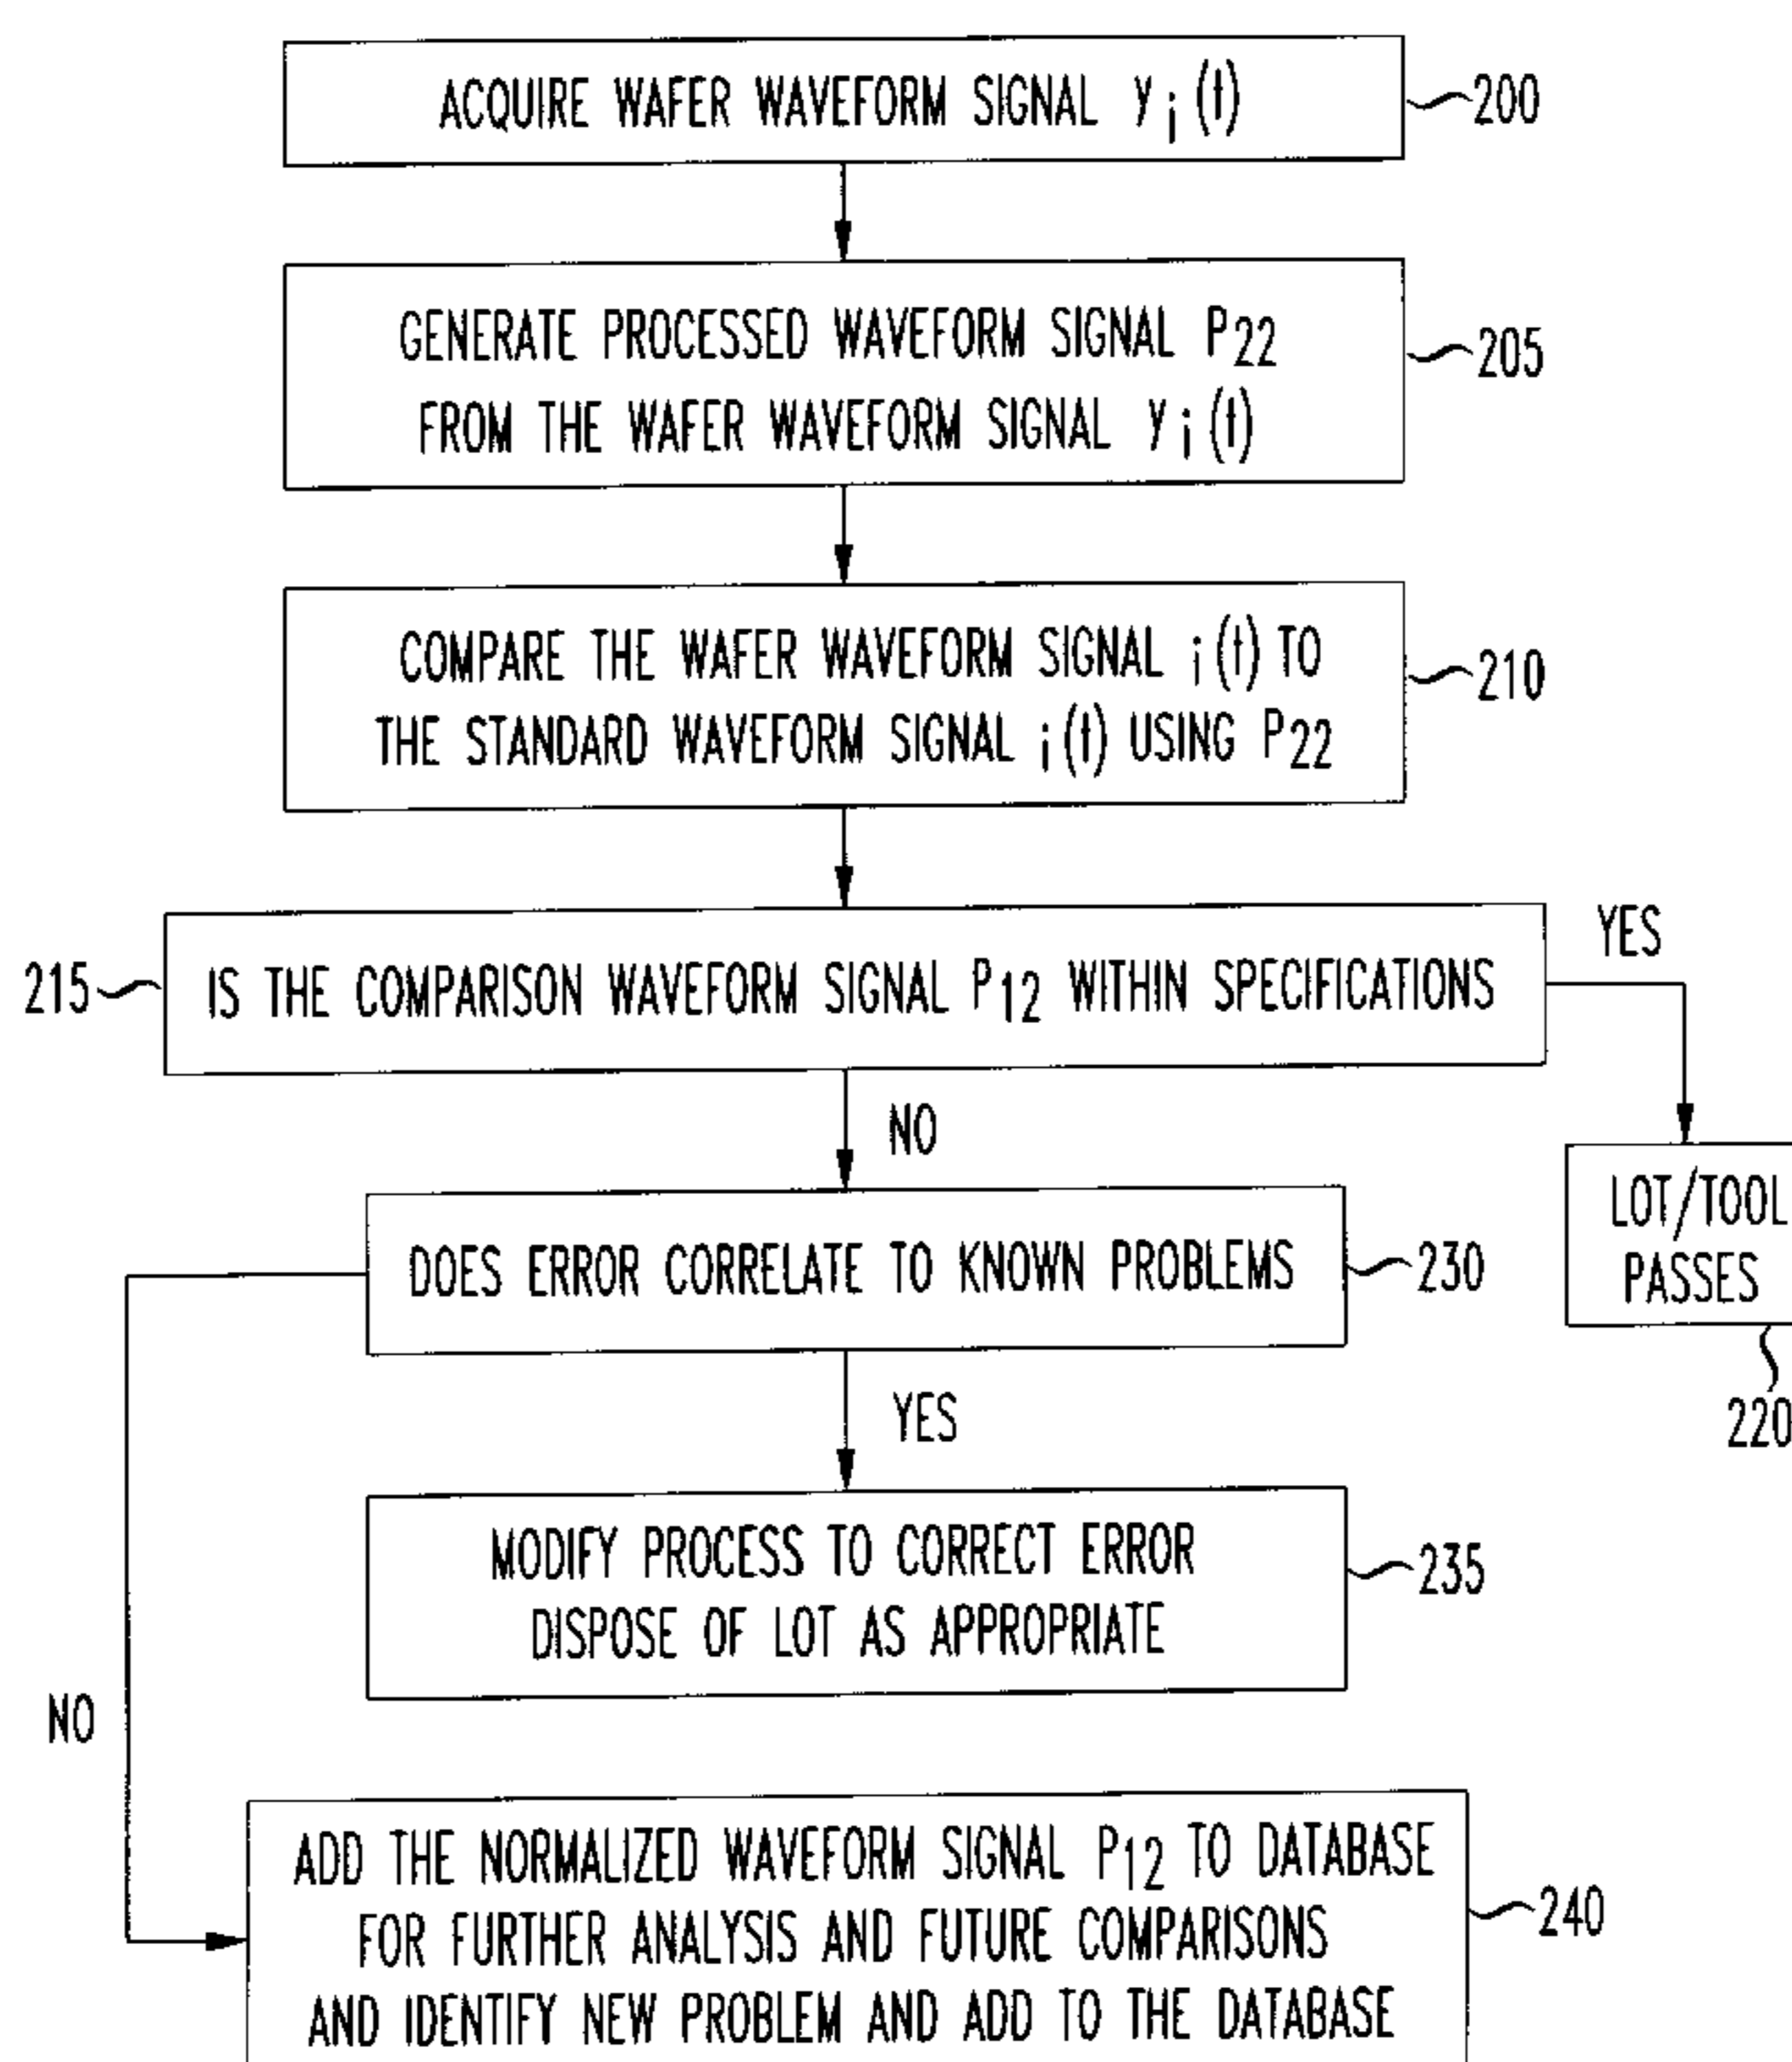 ACQUIRE WAFER WAVEFORM SIGNAL Y i (t)
200
GENERATE PROCESSED WAVEFORM SIGNAL P22
FROM THE WAFER WAVEFORM SIGNAL Y i (t)
205
COMPARE THE WAFER WAVEFORM SIGNAL i (t) TO
THE STANDARD WAVEFORM SIGNAL i (t) USING P22
210
215
IS THE COMPARISON WAVEFORM SIGNAL P12 WITHIN SPECIFICATIONS
YES
NO
LOT/TOOL
PASSES
220
DOES ERROR CORRELATE TO KNOWN PROBLEMS
230
YES
MODIFY PROCESS TO CORRECT ERROR
DISPOSE OF LOT AS APPROPRIATE
235
NO
ADD THE NORMALIZED WAVEFORM SIGNAL P12 TO DATABASE
FOR FURTHER ANALYSIS AND FUTURE COMPARISONS
AND IDENTIFY NEW PROBLEM AND ADD TO THE DATABASE
240